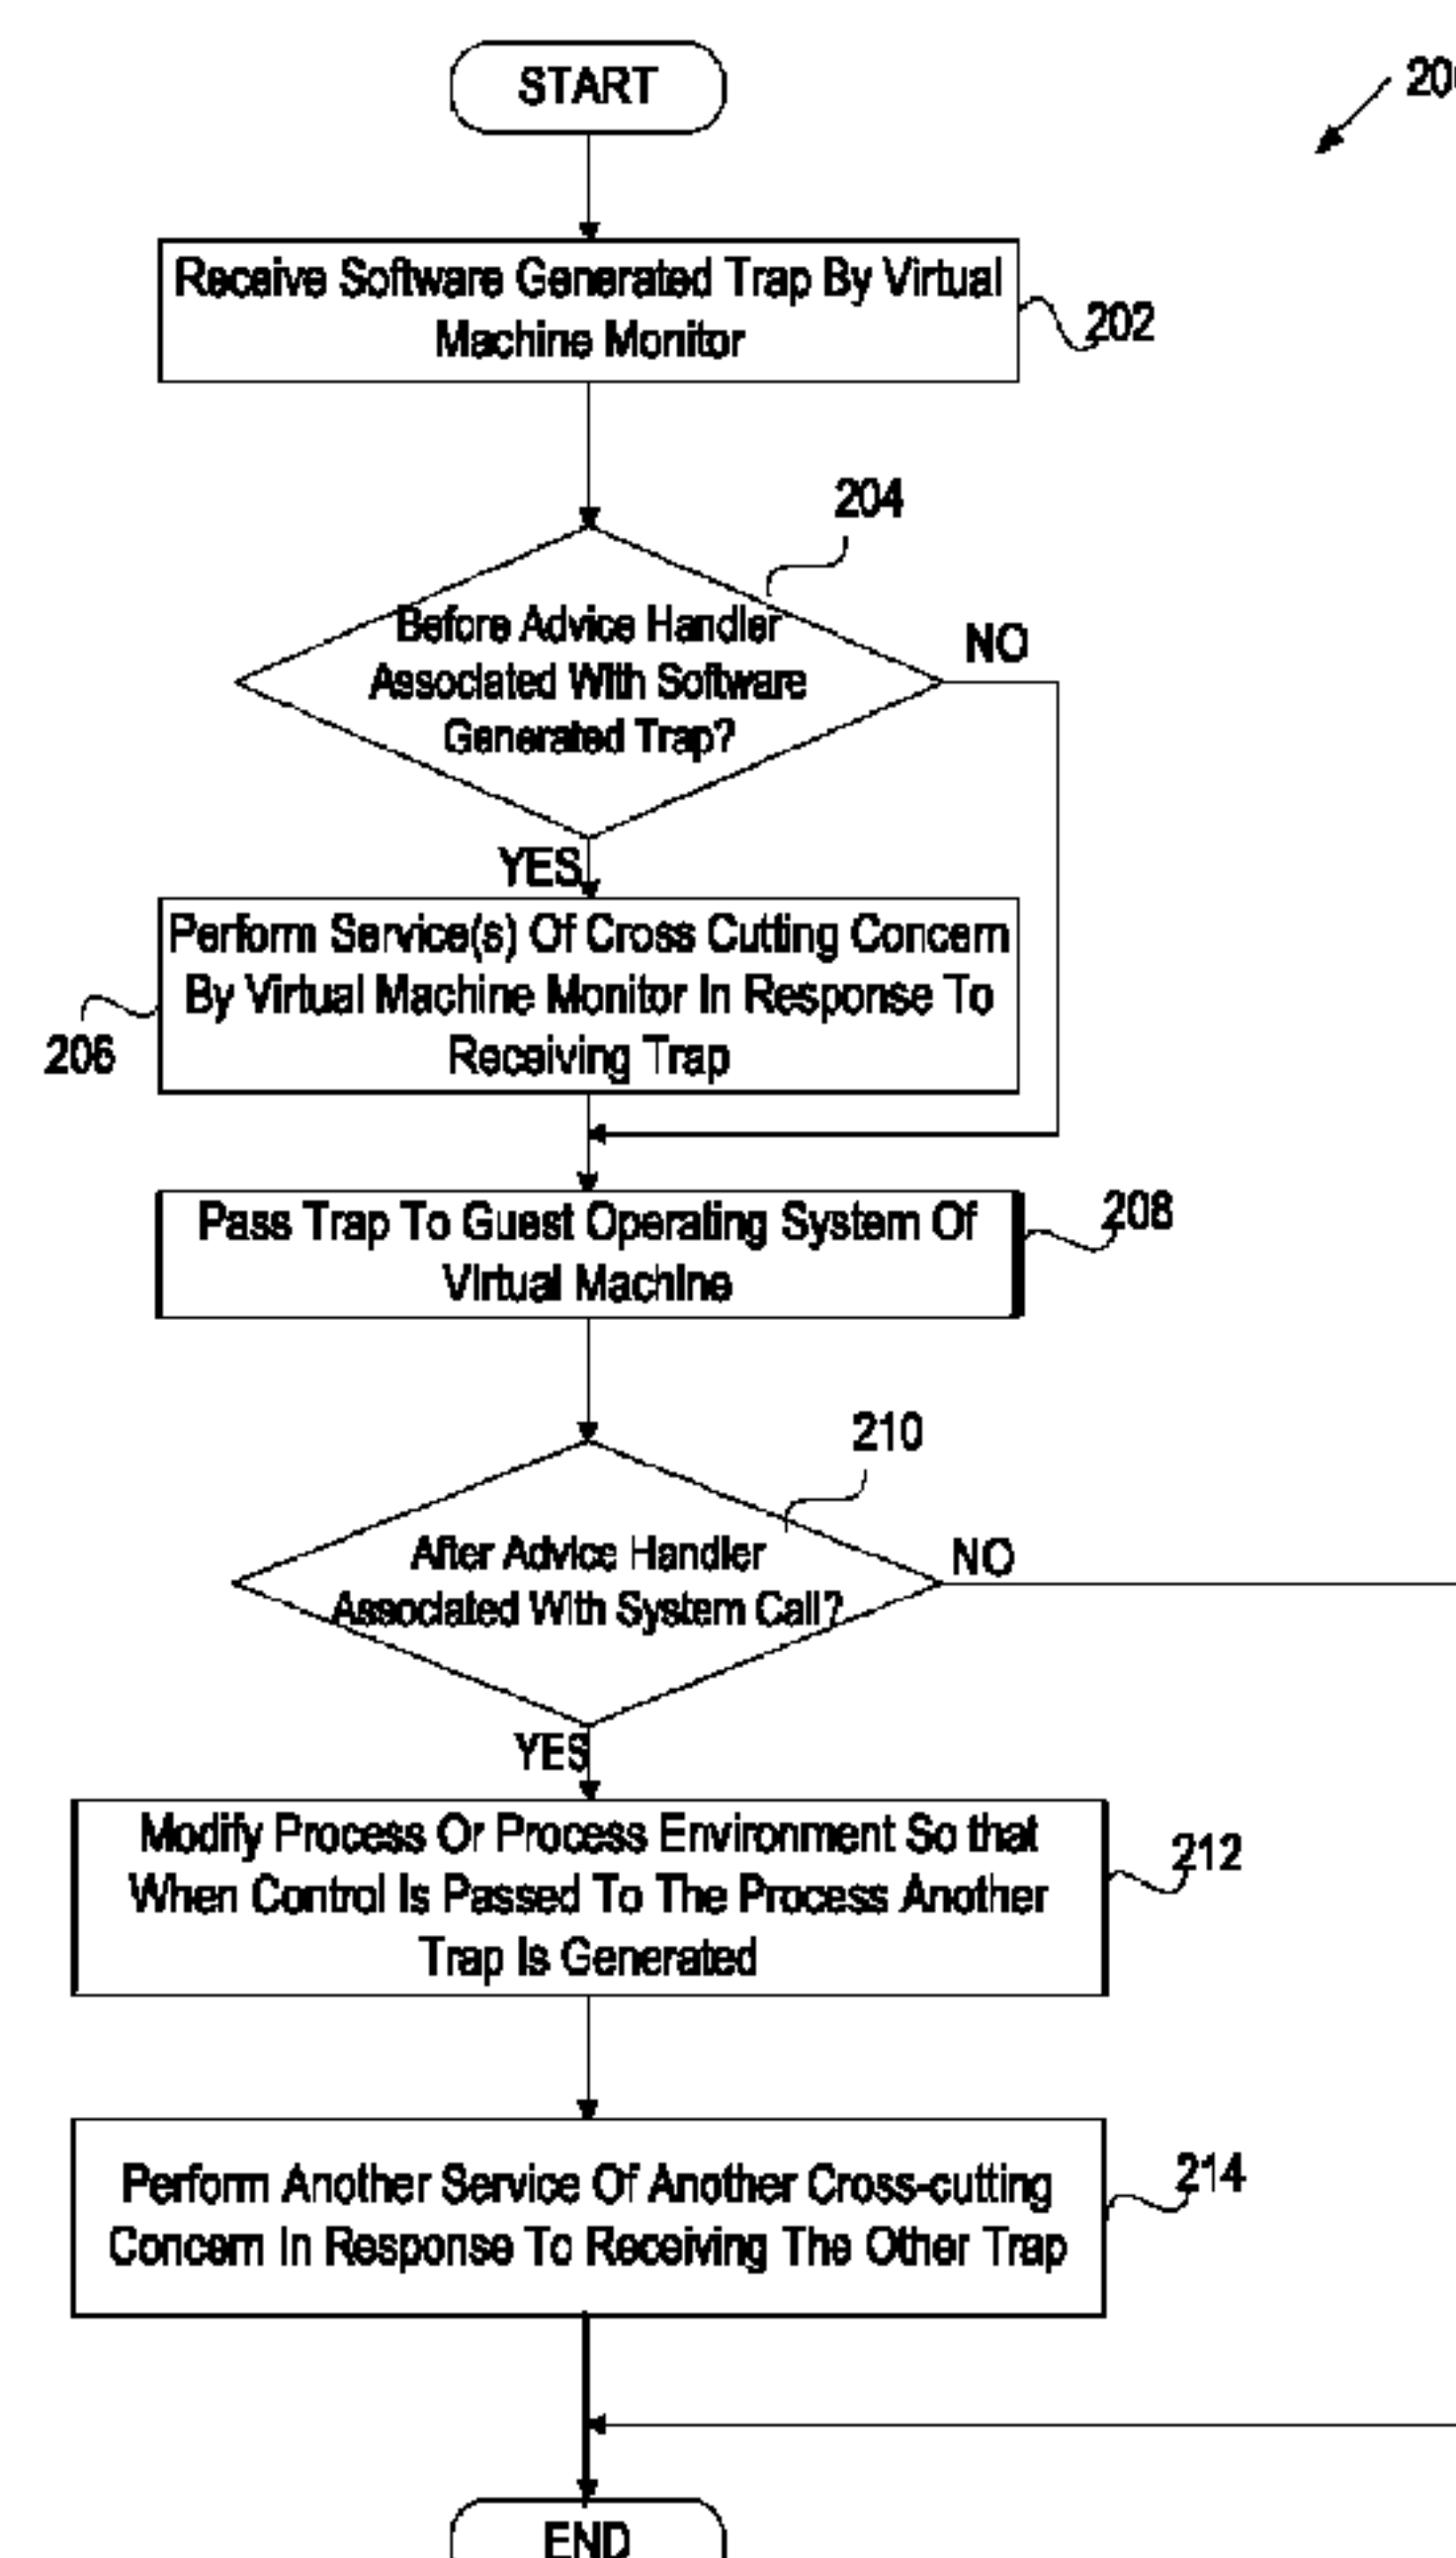 START
Receive Software Generated Trap By Virtual
Machine Monitor
202
204
Before Advice Handler
Associated With Software
Generated Trap?
NO
YES
Perform Service(s) Of Cross Cutting Concern
By Virtual Machine Monitor In Response To
Receiving Trap
206
Pass Trap To Guest Operating System Of
Virtual Machine
208
210
After Advice Handler
Associated With System Call?
NO
YES
Modify Process Or Process Environment So that
When Control Is Passed To The Process Another
Trap Is Generated
212
Perform Another Service Of Another Cross-cutting
Concern In Response To Receiving The Other Trap
214
END